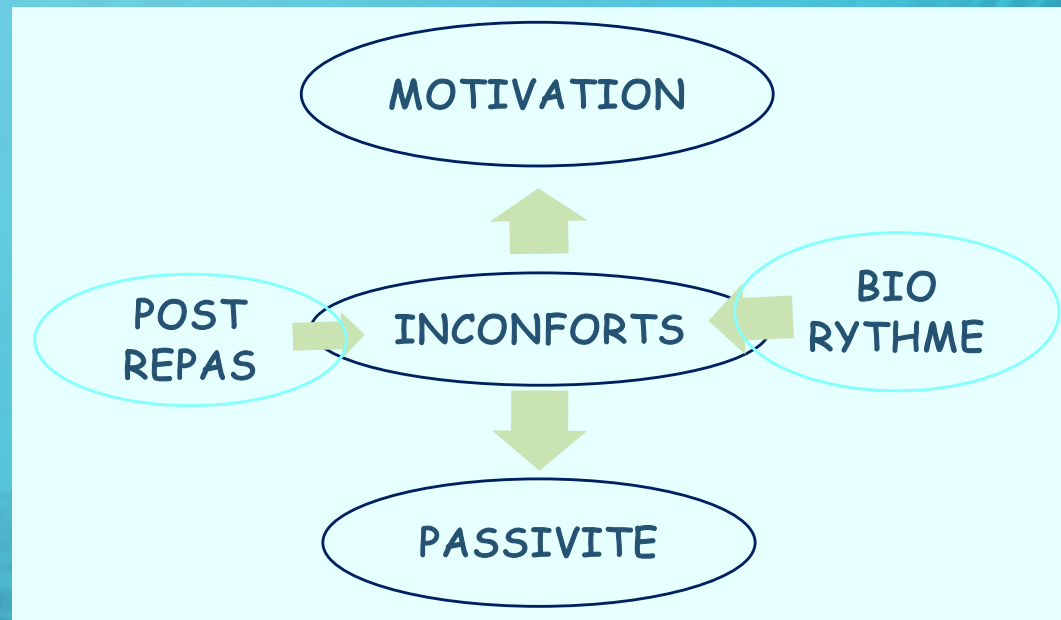 MOTIVATION
POST
REPAS
INCONFORTS
BIO
RYTHME
PASSIVITE